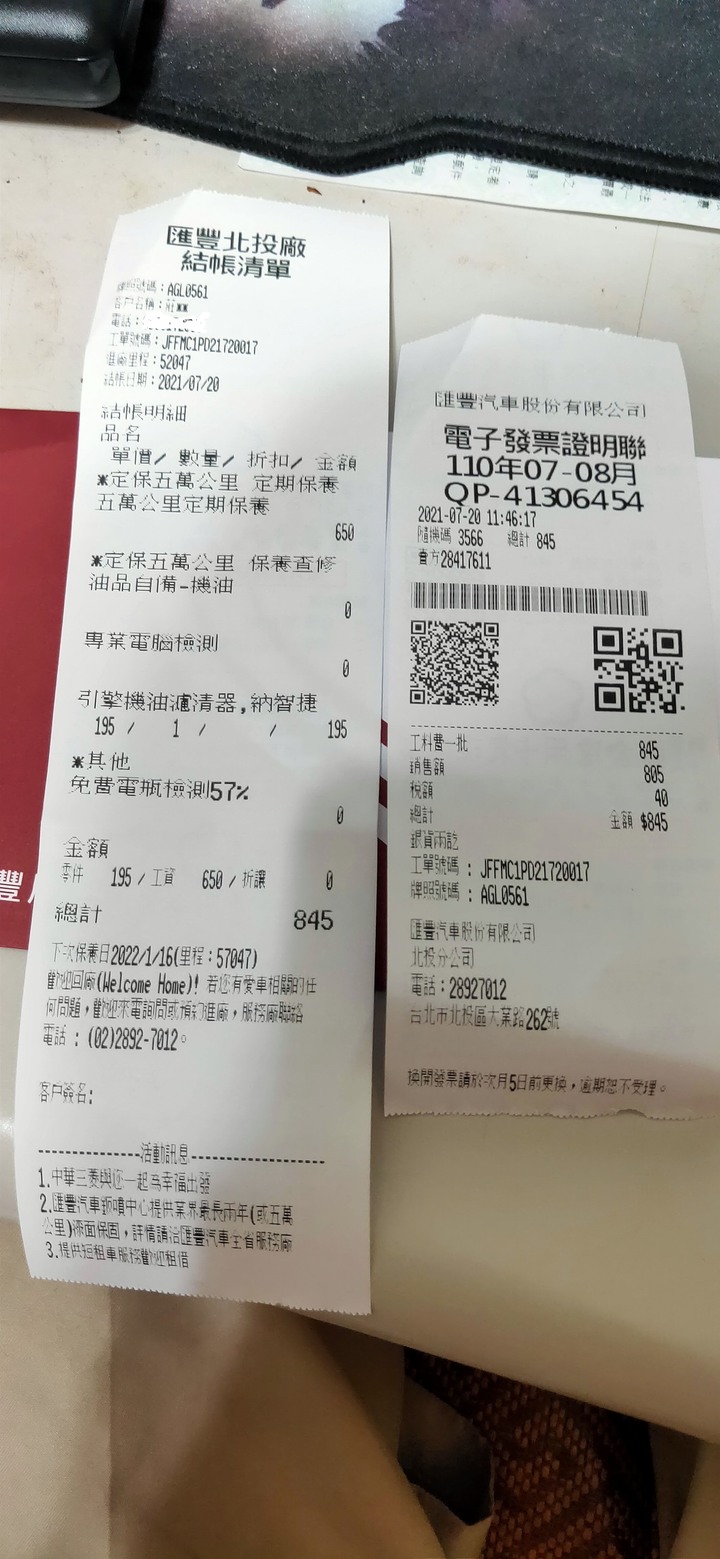 匯豐北投廠
結帳清單
牌照號碼：AGL0561
客戶名稱：莊**
電話：
工單號碼：JFFMC1PD21720017
進廠里程：52047
結帳日期：2021/07/20
結帳明細
品名
單價/ 數量/ 折扣/ 金額
*定保五萬公里 定期保養
五萬公里定期保養
650
*定保五萬公里 保養查修
油品自備-機油
0
專業電腦檢測
0
引擎機油濾清器,納智捷
195 / 1 / / 195
*其他
免費電瓶檢測57%
0
金額
零件 195／工資 650／折讓 0
總計 845
下次保養日2022/1/16(里程：57047)
歡迎回廠(Welcome Home)! 若您有愛車相關的任
何問題，歡迎來電詢問或預約進廠，服務廠聯絡
電話：(02)2892-7012。
客戶簽名:
活動訊息
1.中華三菱與您一起為幸福出發
2.匯豐汽車鈑噴中心提供業界最長兩年(或五萬
公里)漆面保固，詳情請洽匯豐汽車全省服務廠
3.提供短租車服務歡迎租借
匯豐汽車股份有限公司
電子發票證明聯
110年07-08月
QP-41306454
2021-07-20 11:46:17
隨機碼 3566 總計 845
賣方28417611
工料費一批 845
銷售額 805
稅額 40
總計 金額 $845
銀貨兩訖
工單號碼：JFFMC1PD21720017
牌照號碼：AGL0561
匯豐汽車股份有限公司
北投分公司
電話：28927012
台北市北投區大業路262號
換開發票請於次月5日前更換，逾期恕不受理。
豐